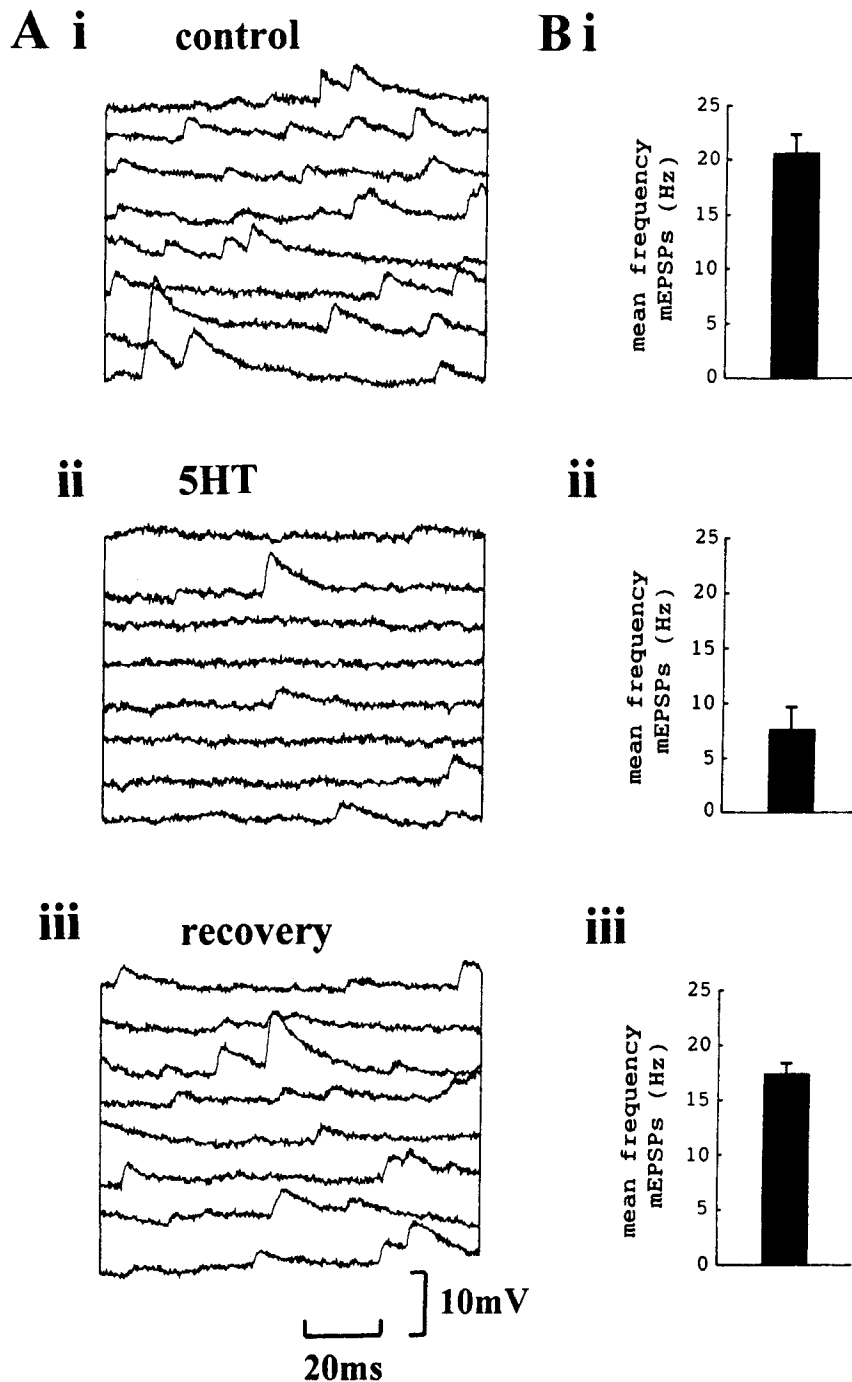 A i control
B i
25
20
15
10
5
0
mean frequency
mEPSPs (Hz)
ii 5HT
ii
25
20
15
10
5
0
mean frequency
mEPSPs (Hz)
iii recovery
iii
25
20
15
10
5
0
mean frequency
mEPSPs (Hz)
10mV
20ms